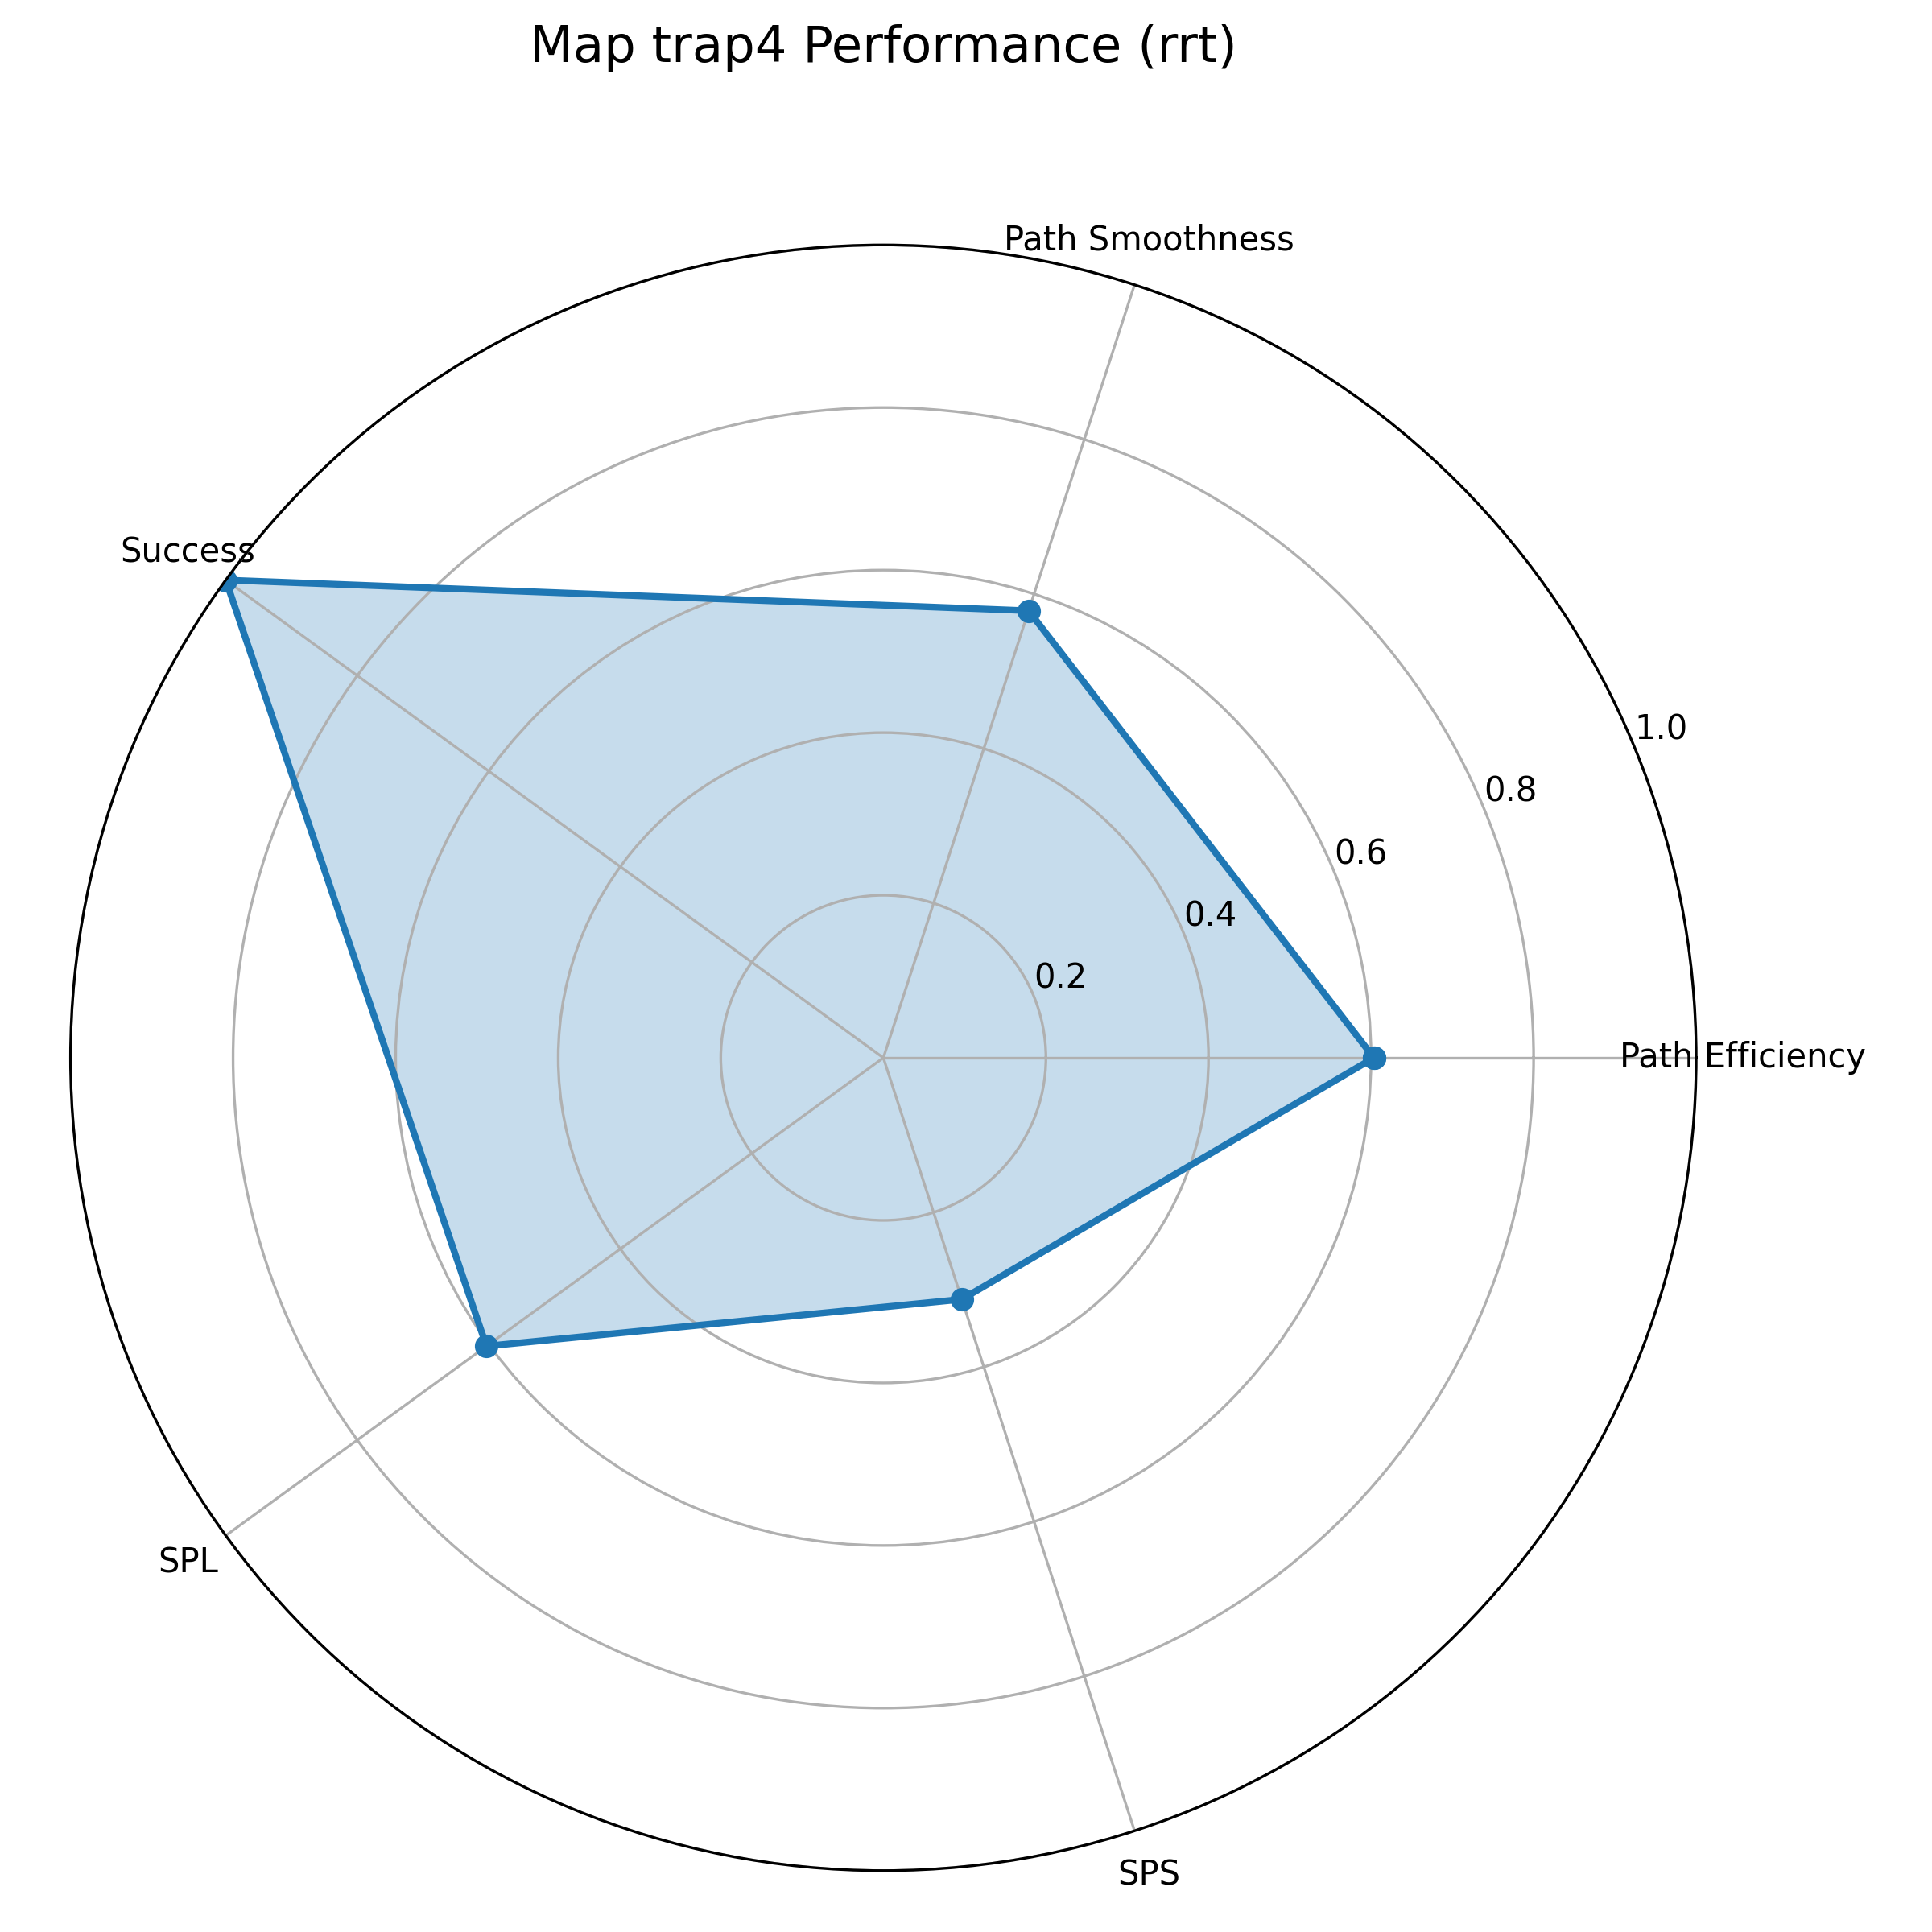 Map trap4 Performance (rrt)
Path Smoothness
Success
1.0
0.8
0.6
0.4
0.2
Path Efficiency
SPL
SPS